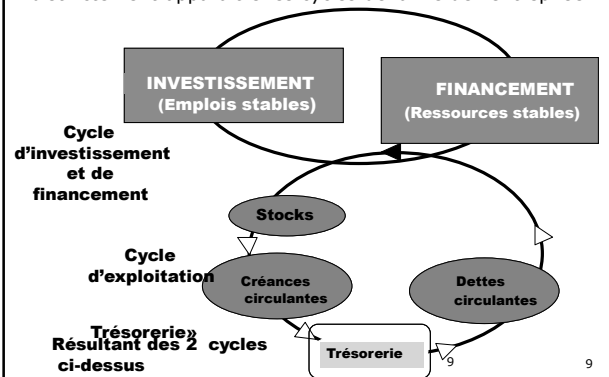 INVESTISSEMENT
(Emplois stables)
FINANCEMENT
(Ressources stables)
Cycle
d’investissement
et de
financement
Stocks
Cycle
d’exploitation
Créances
circulantes
Dettes
circulantes
Trésorerie»
Résultant des 2 cycles
ci-dessus
Trésorerie
9
9